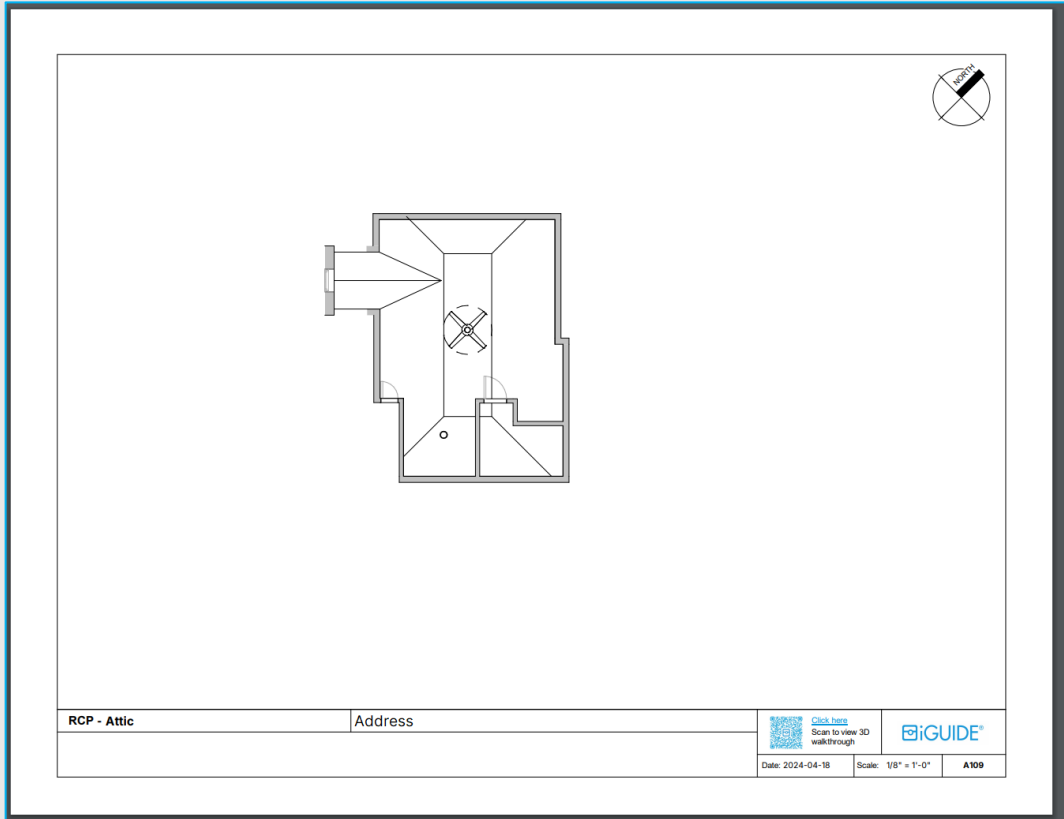 NORTH
RCP - Attic
Address
Click here
Scan to view 3D
walkthrough
iGUIDE®
Date: 2024-04-18
Scale: 1/8" = 1'-0"
A109